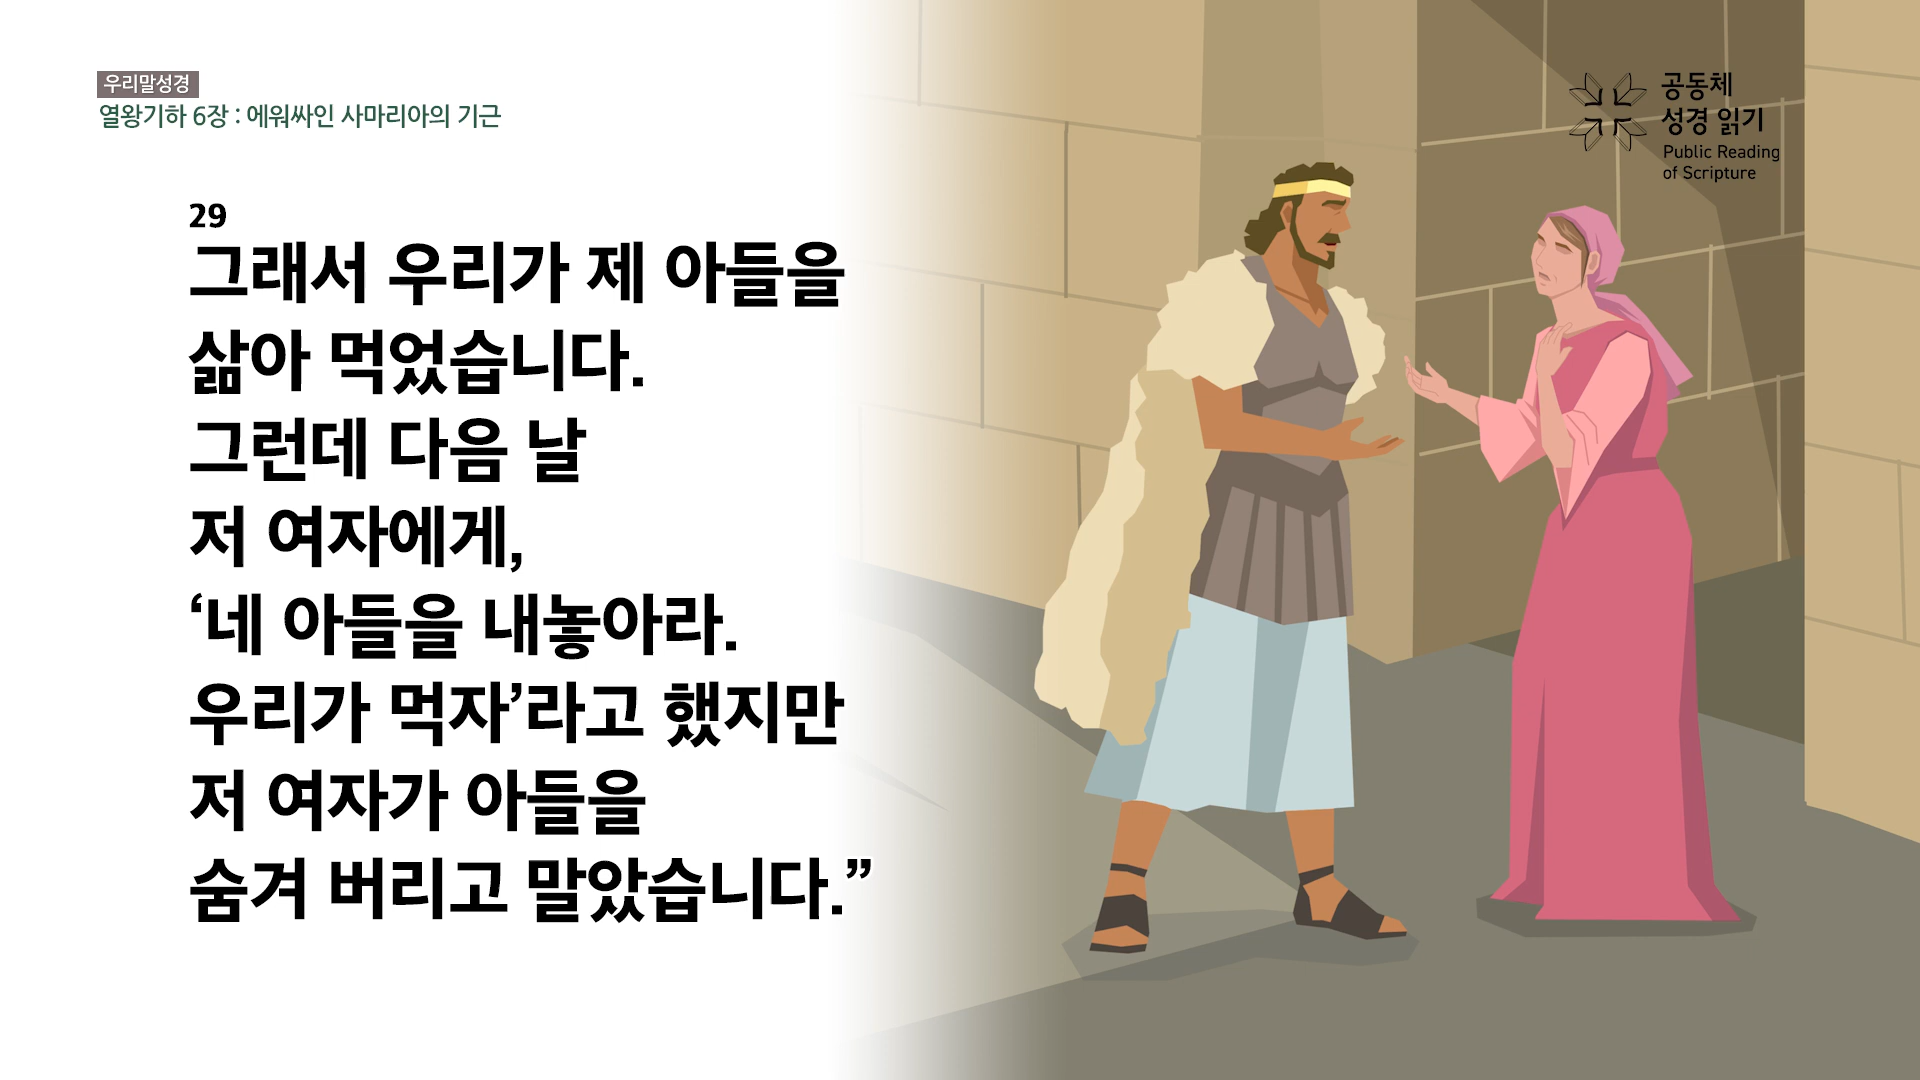 우리말성경
열왕기하 6장 : 에워싸인 사마리아의 기근
공동체
성경 읽기
Public Reading
of Scripture
29
그래서 우리가 제 아들을
삶아 먹었습니다.
그런데 다음 날
저 여자에게,
‘네 아들을 내놓아라.
우리가 먹자’라고 했지만
저 여자가 아들을
숨겨 버리고 말았습니다.”